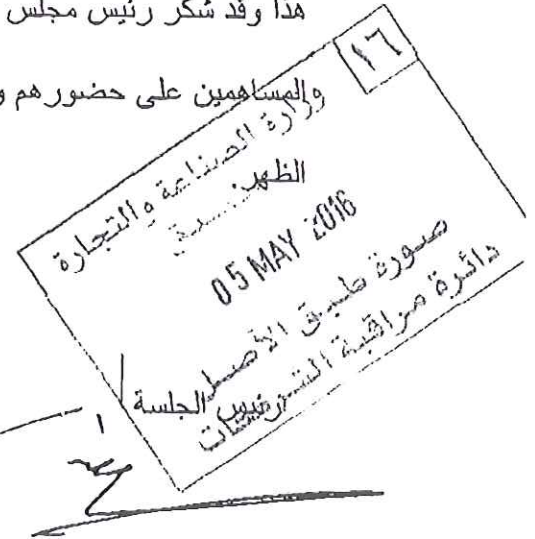 هذا وقد شكر رئيس مجلس
والمساهمين على حضورهم و
الظهر
١٦
وزارة الصناعة والتجارة
05 MAY 2016
صورة طبق الأصل
دائرة مراقبة الشركات
رئيس الجلسة